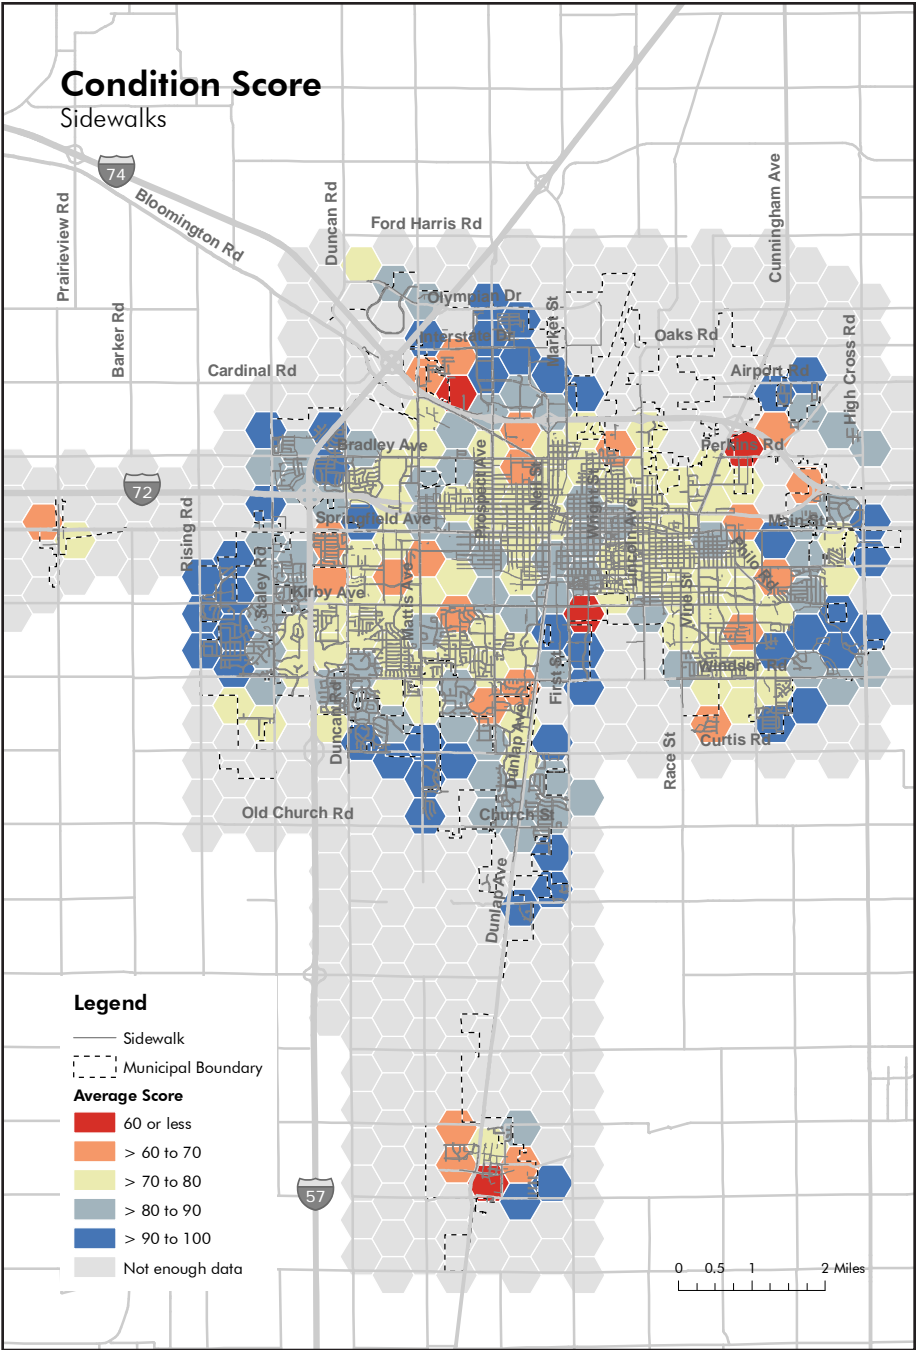 Condition Score
Sidewalks
74
Bloomington Rd
Prairieview Rd
Barker Rd
Duncan Rd
Ford Harris Rd
Cunningham Ave
Olympian Dr
Interstate Dr
Market St
Oaks Rd
Airport Rd
High Cross Rd
Cardinal Rd
Bradley Ave
Prospect Ave
Neil St
Wright St
Lincoln Ave
Perkins Rd
72
Rising Rd
Springfield Ave
Main St
Staley Rd
Kirby Ave
Mattis Ave
Vine St
Philo Rd
First St
Windsor Rd
Duncan Rd
Dunlap Ave
Race St
Curtis Rd
Old Church Rd
Church St
Dunlap Ave
Legend
Sidewalk
Municipal Boundary
Average Score
60 or less
> 60 to 70
> 70 to 80
> 80 to 90
> 90 to 100
Not enough data
57
0 0.5 1 2 Miles